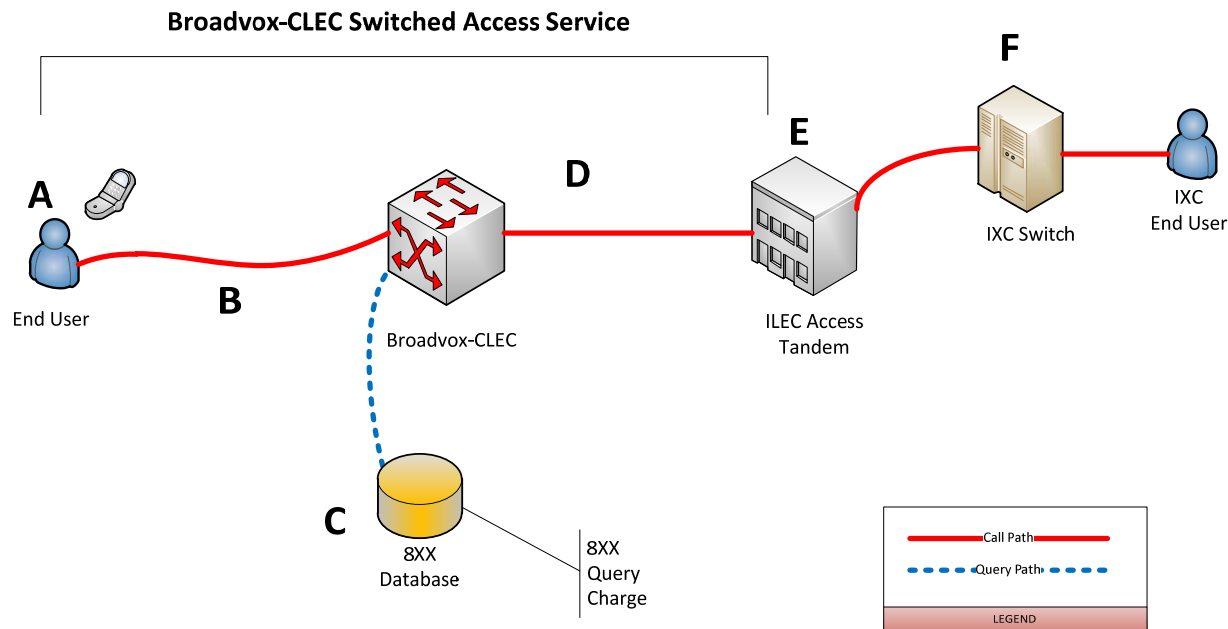 Broadvox-CLEC Switched Access Service
A
End User
B
Broadvox-CLEC
C
8XX
Database
8XX
Query
Charge
D
E
ILEC Access
Tandem
F
IXC Switch
IXC
End User
Call Path
Query Path
LEGEND